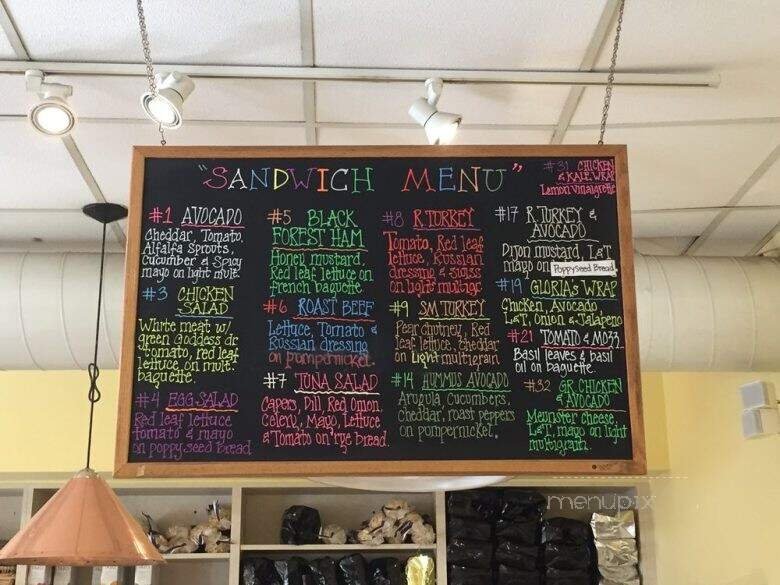 "SANDWICH MENU"
#31 CHICKEN
& KALE WRAP
Lemon Vinaigrette
#1 AVOCADO
Cheddar, Tomato,
Alfalfa Sprouts,
Cucumber & Spicy
mayo on light mult.
#3 CHICKEN
SALAD
White meat w/
green goddess dr
tomato, red leaf
lettuce on mult.
baguette.
#4 EGG SALAD
Red leaf lettuce
tomato & mayo
on poppy seed Bread
#5 BLACK
FOREST HAM
Honey mustard,
Red leaf lettuce on
french baguette
#6 ROAST BEEF
Lettuce, Tomato &
Russian dressing
on pumpernickel.
#7 TUNA SALAD
Capers, Dill, Red Onion,
Celery, Mayo, Lettuce
& Tomato on rye bread.
#8 R. TURKEY
Tomato, Red leaf
lettuce, Russian
dressing & swiss
on light multigr
#9 SM TURKEY
Pear chutney, Red
leaf lettuce, cheddar
on Light multigrain
#14 HUMMUS AVOCADO
Arugula, cucumbers,
cheddar, roast peppers
on pumpernickel.
#17 R. TURKEY &
AVOCADO
Dijon mustard, L&T
mayo on Poppyseed Bread
#19 GLORIA'S WRAP
Chicken, Avocado,
L&T, Onion & Jalapeño
#21 TOMATO & MOZZ.
Basil leaves & basil
oil on baguette.
#32 GR. CHICKEN
& AVOCADO
Meunster cheese,
L&T, mayo on light
multigrain.
menupix